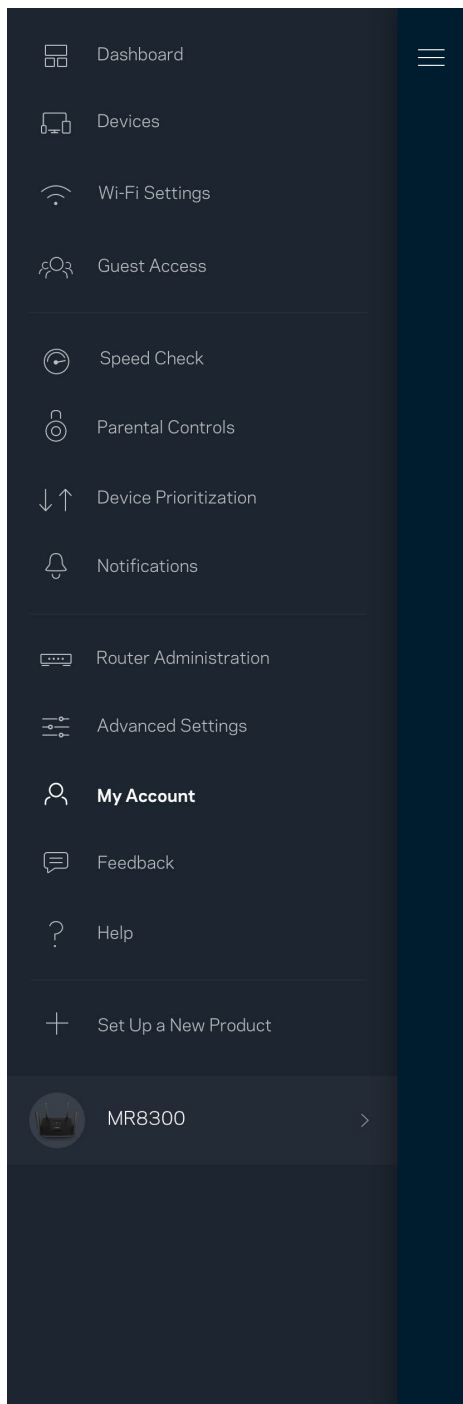 Dashboard
Devices
Wi-Fi Settings
Guest Access
Speed Check
Parental Controls
Device Prioritization
Notifications
Router Administration
Advanced Settings
My Account
Feedback
Help
Set Up a New Product
MR8300